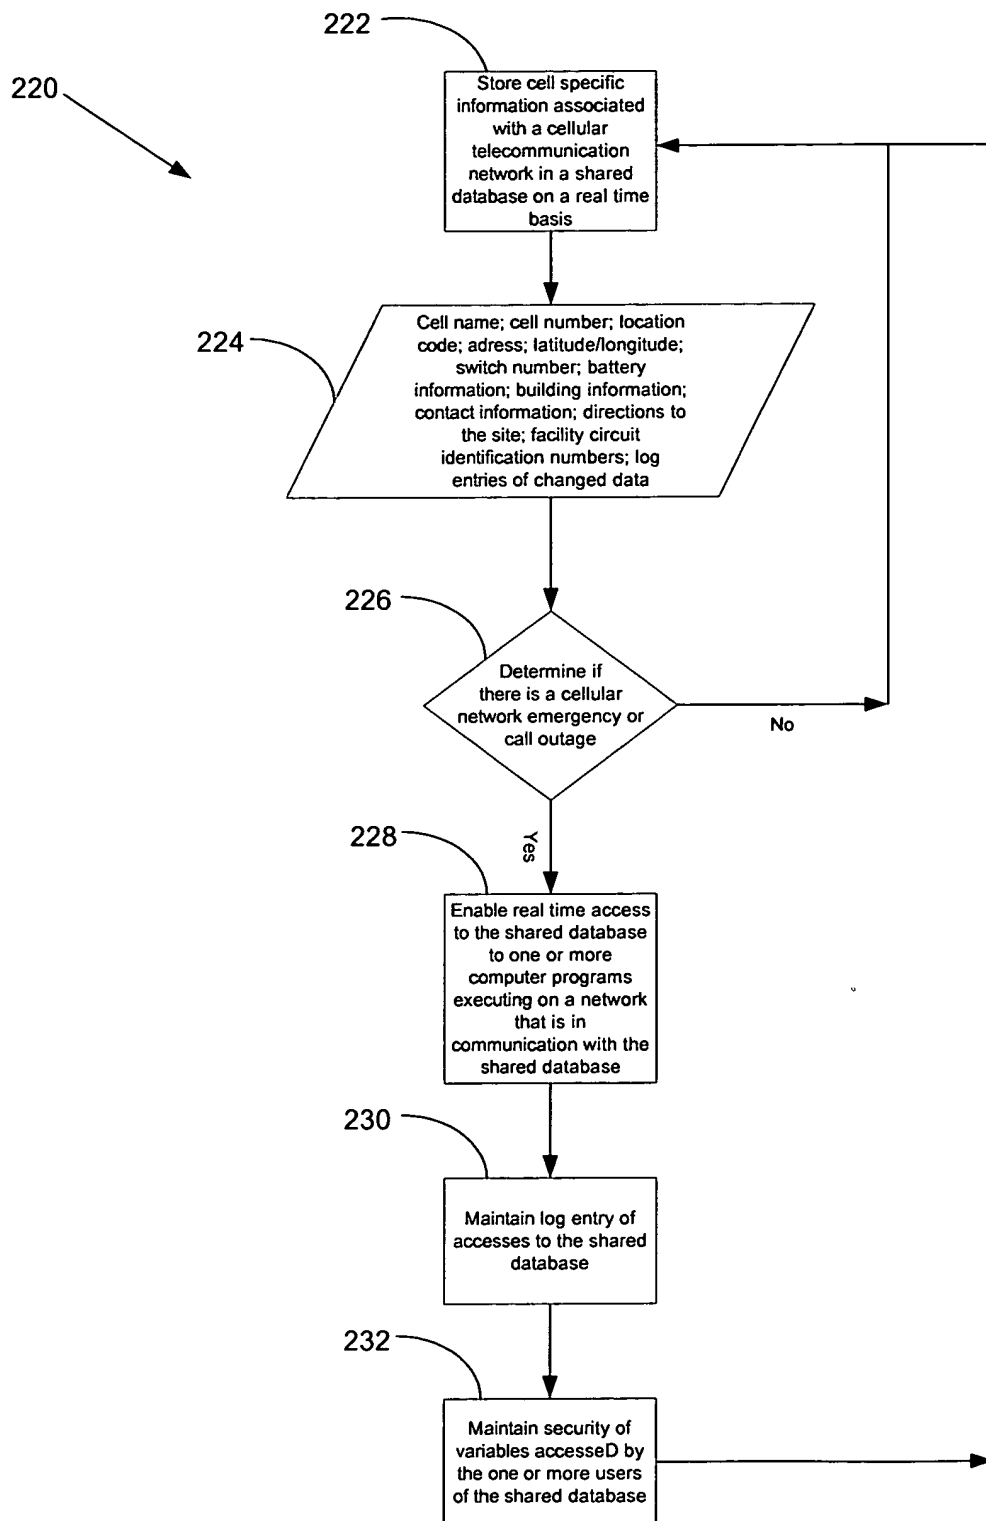 222
220
Store cell specific
information associated
with a cellular
telecommunication
network in a shared
database on a real time
basis
224
Cell name; cell number; location
code; adress; latitude/longitude;
switch number; battery
information; building information;
contact information; directions to
the site; facility circuit
identification numbers; log
entries of changed data
226
Determine if
there is a cellular
network emergency or
call outage
No
Yes
228
Enable real time access
to the shared database
to one or more
computer programs
executing on a network
that is in
communication with the
shared database
230
Maintain log entry of
accesses to the shared
database
232
Maintain security of
variables accesseD by
the one or more users
of the shared database